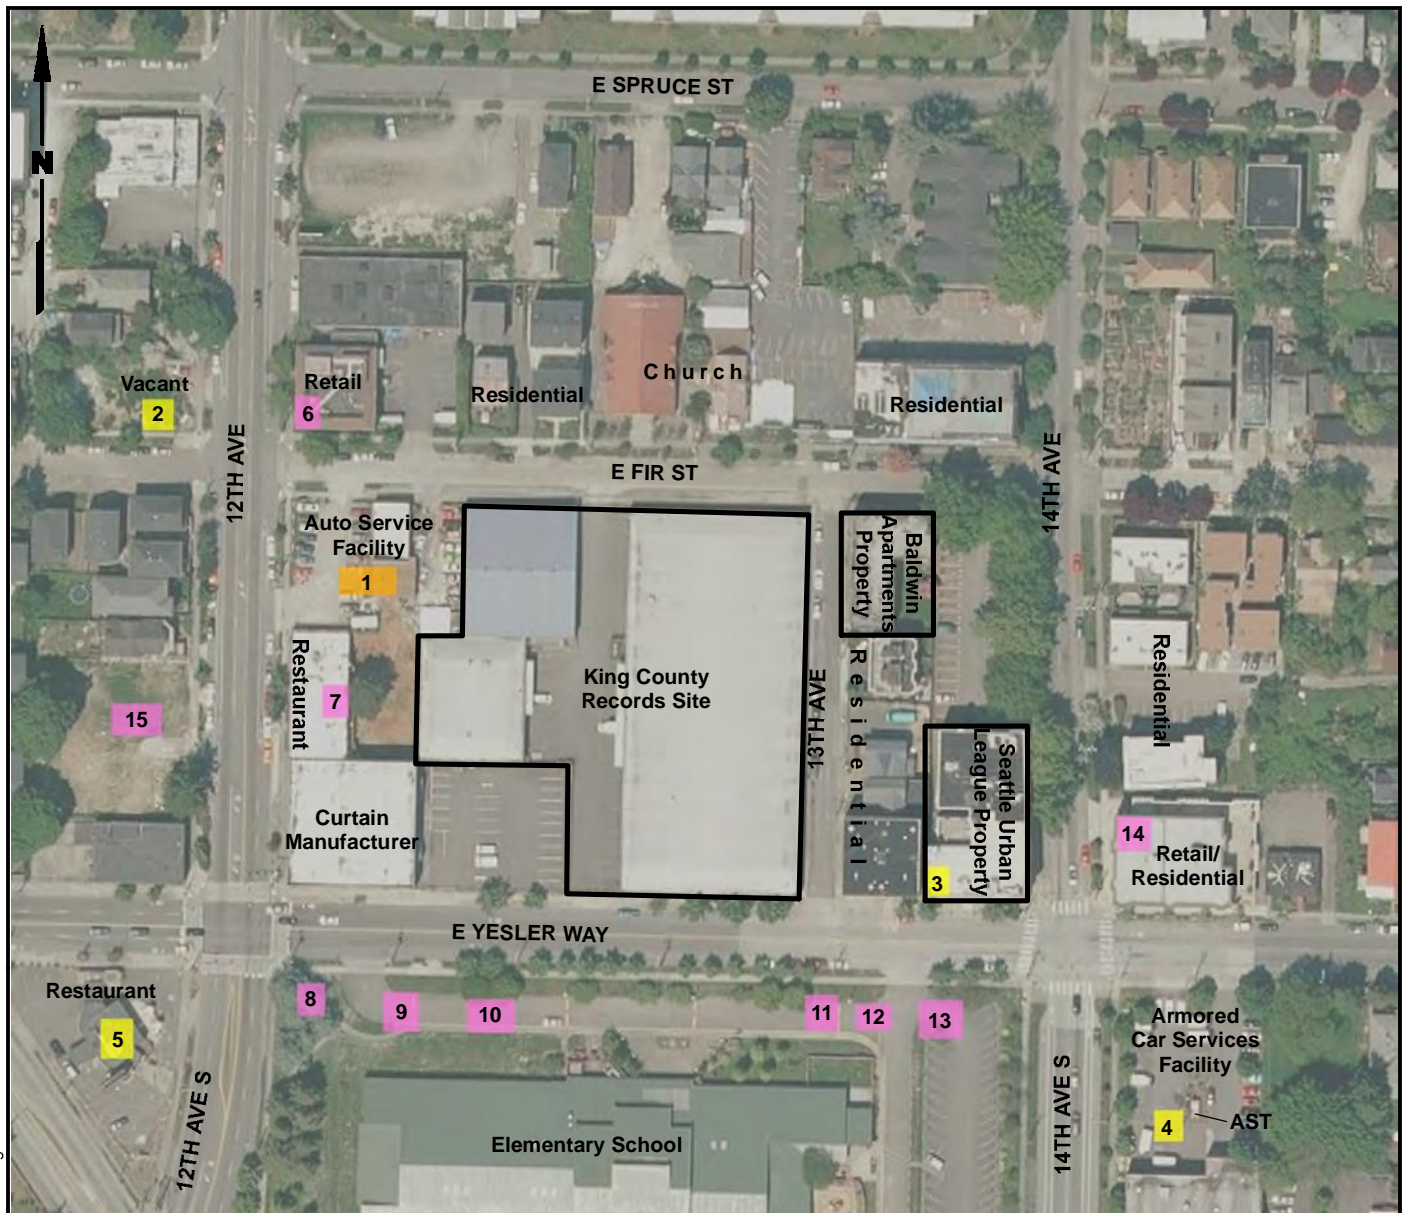 E SPRUCE ST
N
Vacant
2
Retail
6
Residential
Church
Residential
12TH AVE
E FIR ST
14TH AVE
Auto Service
Facility
1
Baldwin
Apartments
Property
Restaurant
7
15
King County
Records Site
13TH AVE
Residential
Residential
Seattle Urban
League Property
3
Curtain
Manufacturer
14
Retail/
Residential
E YESLER WAY
Restaurant
5
8
9
10
11
12
13
Armored
Car Services
Facility
4
AST
12TH AVE S
14TH AVE S
Elementary School